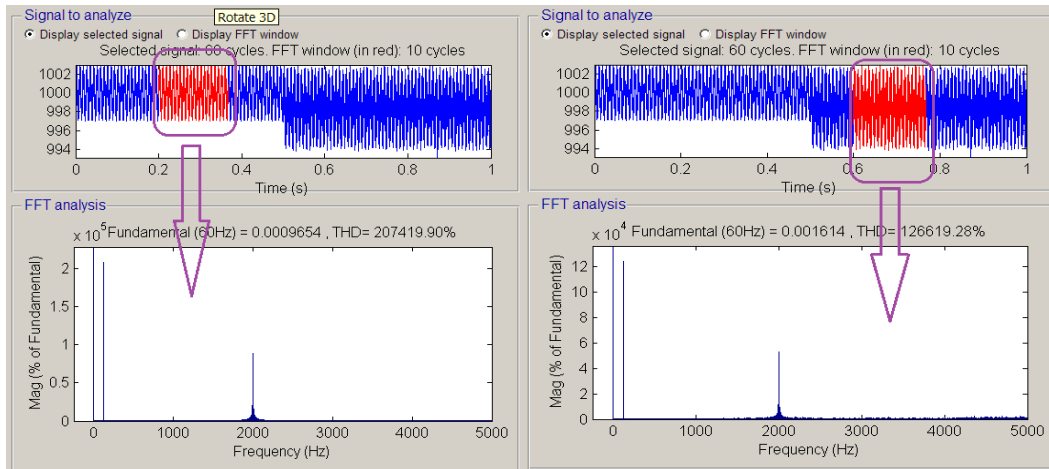 Signal to analyze
Rotate 3D
Display selected signal Display FFT window
Selected signal: 60 cycles. FFT window (in red): 10 cycles
1002
1000
998
996
994
0 0.2 0.4 0.6 0.8 1
Time (s)
FFT analysis
x 10^5 Fundamental (60Hz) = 0.0009654 , THD= 207419.90%
Mag (% of Fundamental)
2
1.5
1
0.5
0
0 1000 2000 3000 4000 5000
Frequency (Hz)
Signal to analyze
Display selected signal Display FFT window
Selected signal: 60 cycles. FFT window (in red): 10 cycles
1002
1000
998
996
994
0 0.2 0.4 0.6 0.8 1
Time (s)
FFT analysis
x 10^4 Fundamental (60Hz) = 0.001614 , THD= 126619.28%
Mag (% of Fundamental)
12
10
8
6
4
2
0
0 1000 2000 3000 4000 5000
Frequency (Hz)